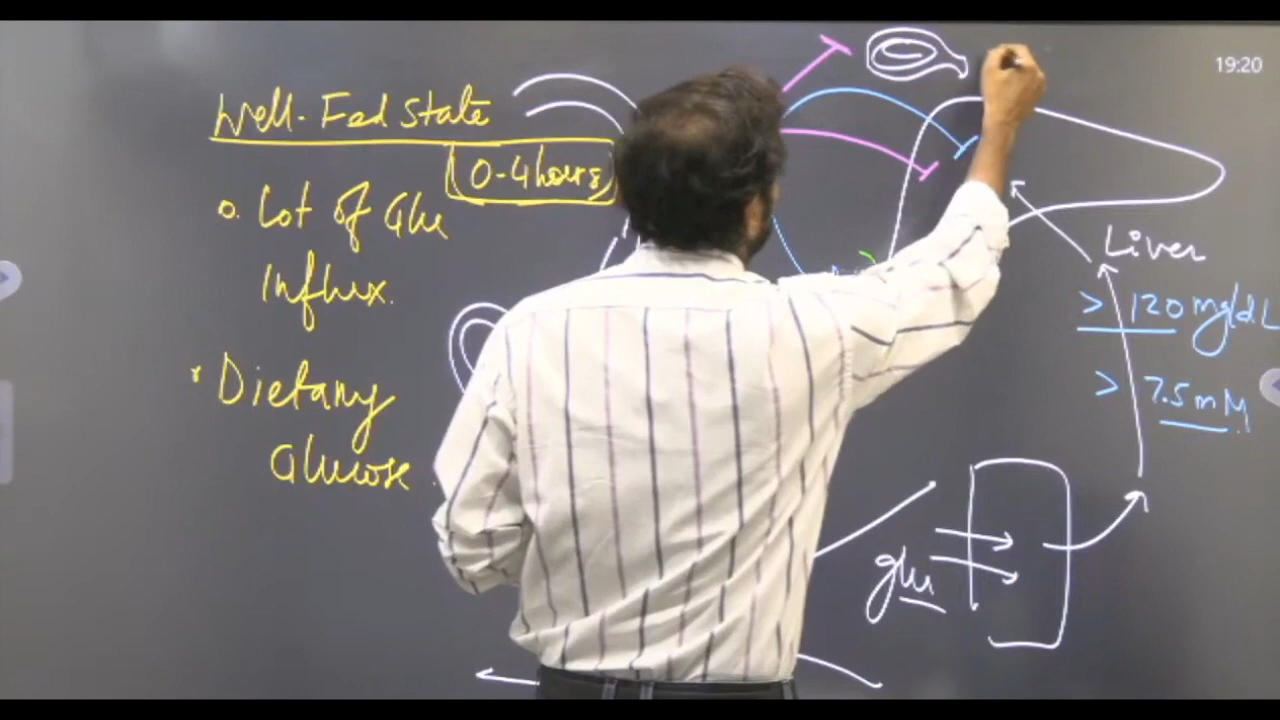 19:20
Well-Fed State
0-4 hours
Lot of Glu
Influx.
Dietary
Glucose
Liver
> 120 mg/dL
> 7.5 mM
glu